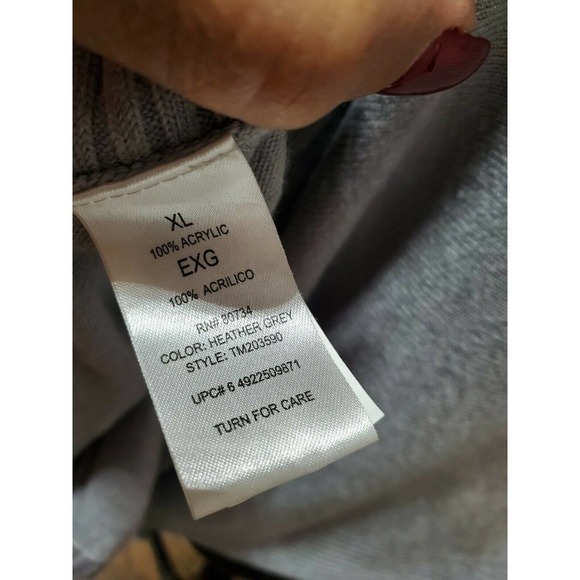 XL
100% ACRYLIC
EXG
100% ACRILICO
RN# 80734
COLOR: HEATHER GREY
STYLE: TM203590
UPC# 6 4922509871
TURN FOR CARE